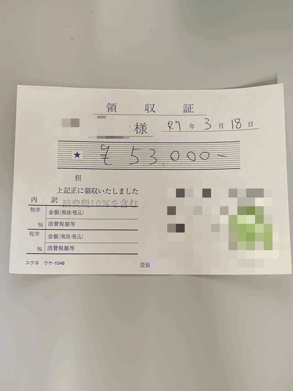 領収証
様 R7年3月18日
★ ¥53,000-
但
上記正に領収いたしました
内訳
税率 金額(税抜・税込)
% 消費税額等
税率 金額(税抜・税込)
% 消費税額等
コクヨ ウケ-1048
登録